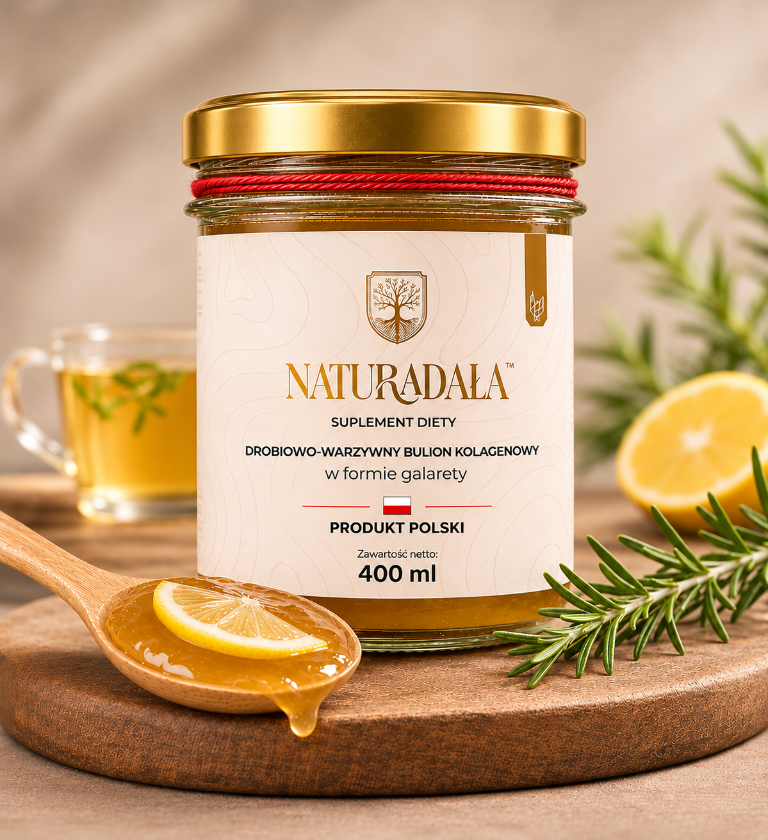 NATURADAŁA™
SUPLEMENT DIETY
DROBIOWO-WARZYWNY BULION KOLAGENOWY
w formie galarety
PRODUKT POLSKI
Zawartość netto:
400 ml